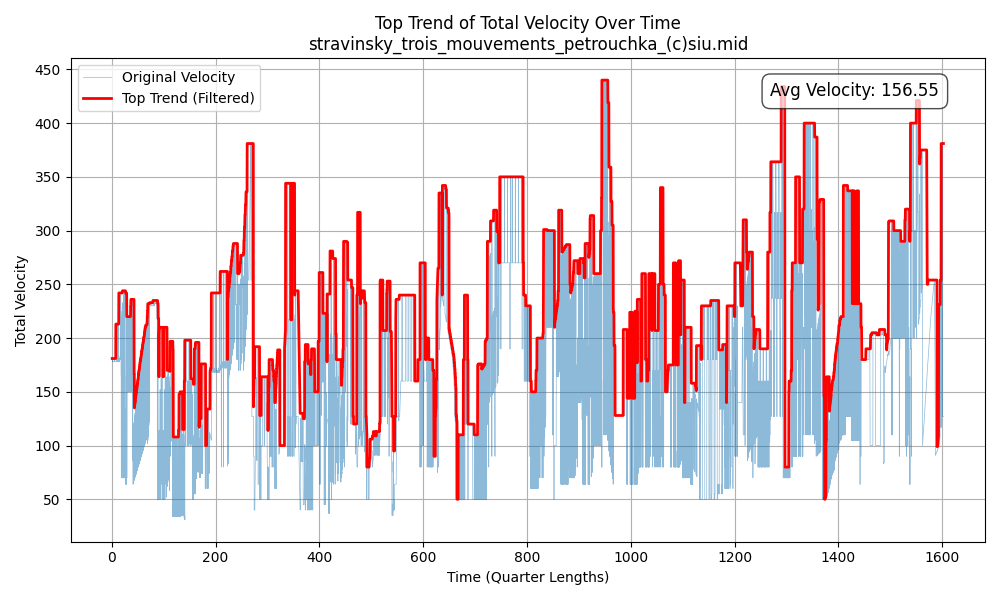 Top Trend of Total Velocity Over Time
stravinsky_trois_mouvements_petrouchka_(c)siu.mid
Original Velocity
Top Trend (Filtered)
Avg Velocity: 156.55
Total Velocity
450
400
350
300
250
200
150
100
50
0
200
400
600
800
1000
1200
1400
1600
Time (Quarter Lengths)